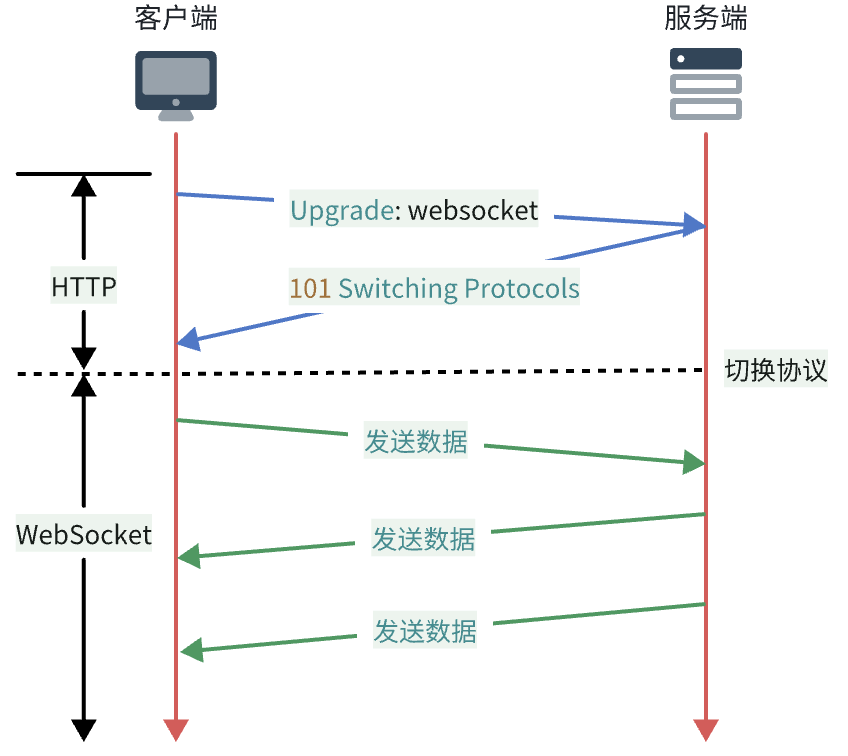 客户端
服务端
Upgrade: websocket
HTTP
101 Switching Protocols
切换协议
发送数据
WebSocket
发送数据
发送数据